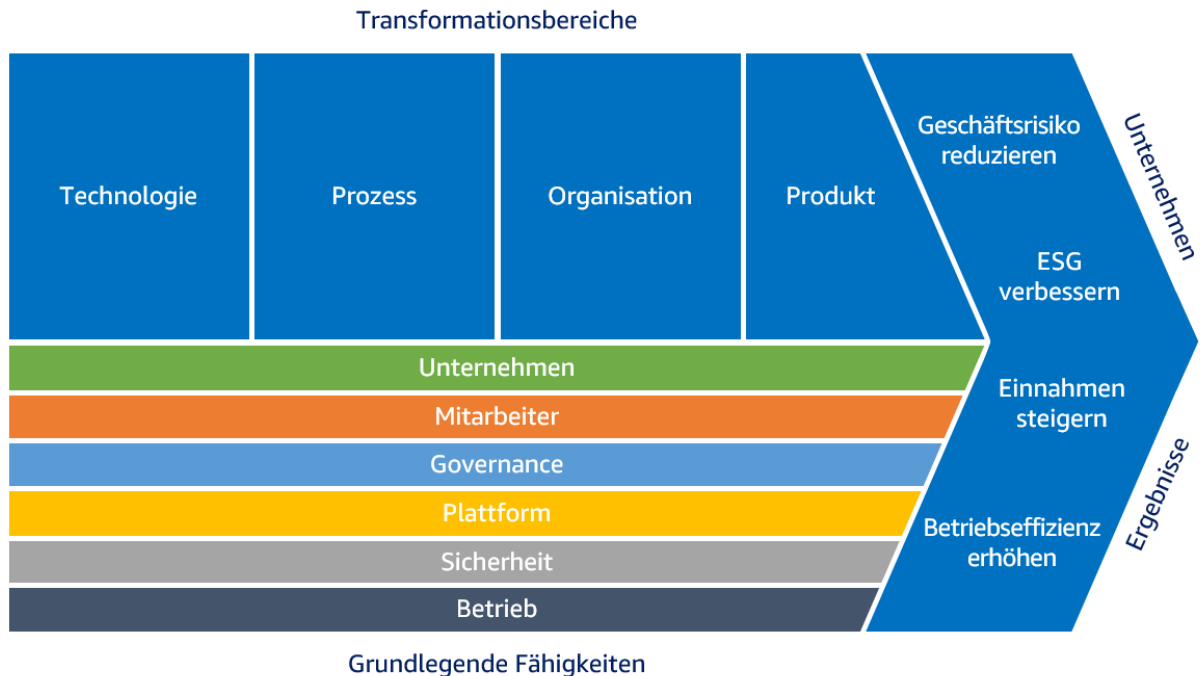 Transformationsbereiche
Technologie
Prozess
Organisation
Produkt
Geschäftsrisiko
reduzieren
ESG
verbessern
Einnahmen
steigern
Betriebseffizienz
erhöhen
Unternehmen
Ergebnisse
Unternehmen
Mitarbeiter
Governance
Plattform
Sicherheit
Betrieb
Grundlegende Fähigkeiten